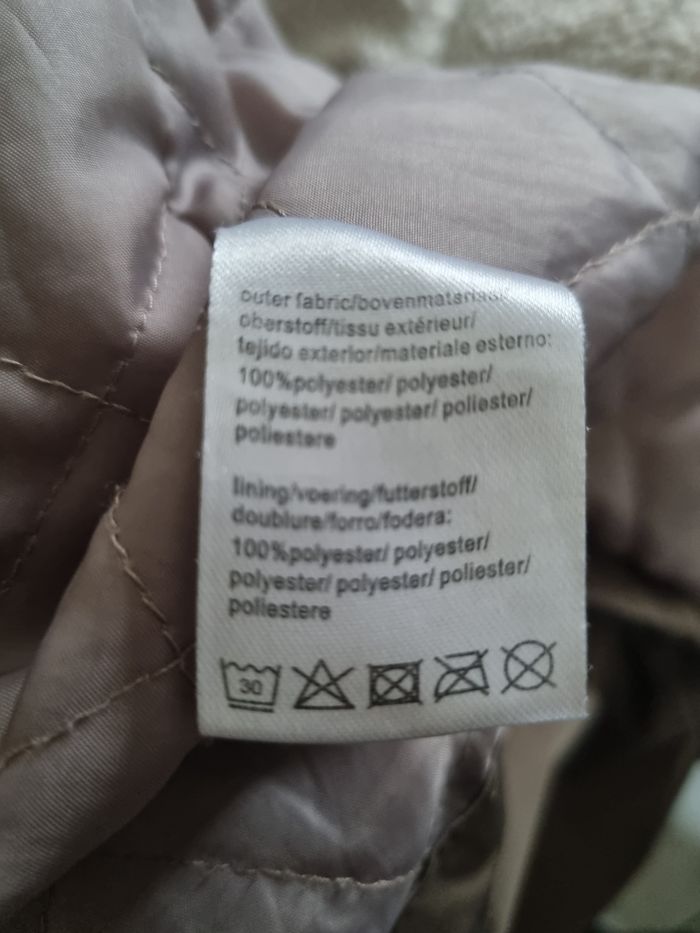 outer fabric/bovenmateriaal/
oberstoff/tissu extérieur/
tejido exterior/materiale esterno:
100%polyester/ polyester/
polyester/ polyester/ poliester/
poliestere
lining/voering/futterstoff/
doublure/forro/fodera:
100%polyester/ polyester/
polyester/ polyester/ poliester/
poliestere
30